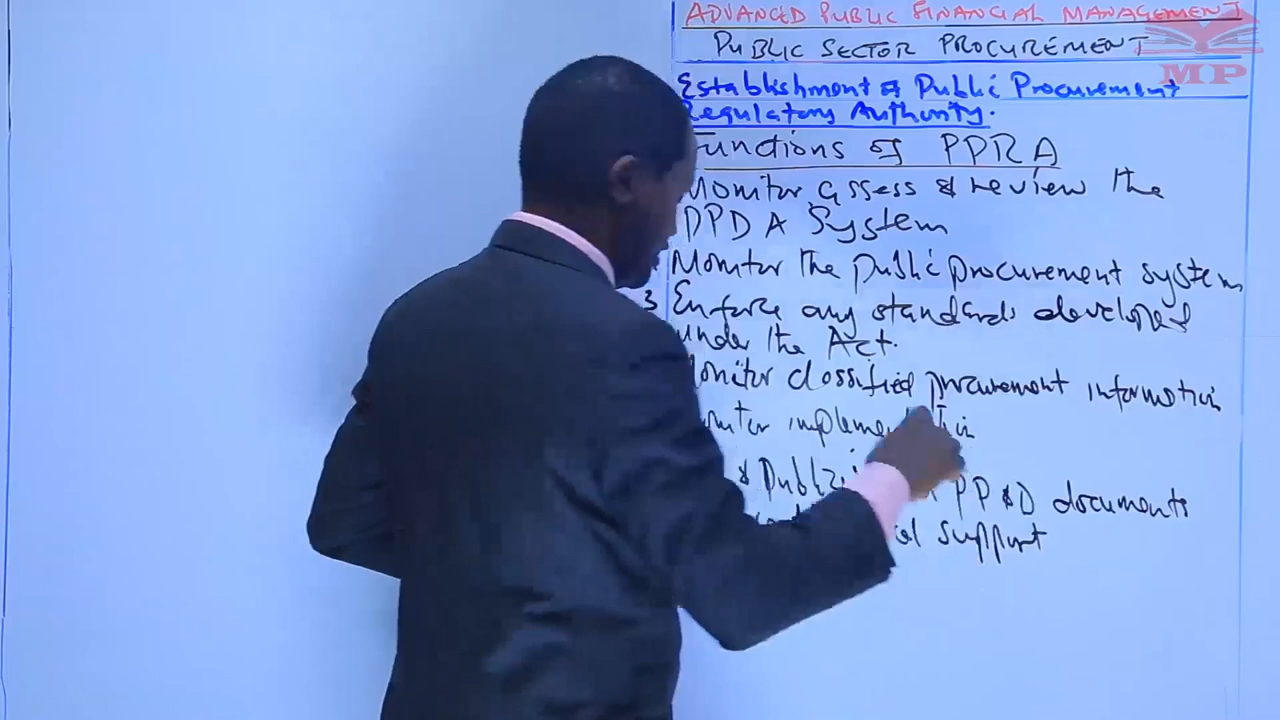 ADVANCED PUBLIC FINANCIAL MANAGEMENT
PUBLIC SECTOR PROCUREMENT
MP
Establishment of Public Procurement
Regulatory Authority.
Functions of PPRA
Monitor, assess & review the
PPDA System
Monitor the public procurement system
3 Enforce any standards developed
under the Act.
Monitor classified procurement information
Monitor implementation
& PP&D documents
support